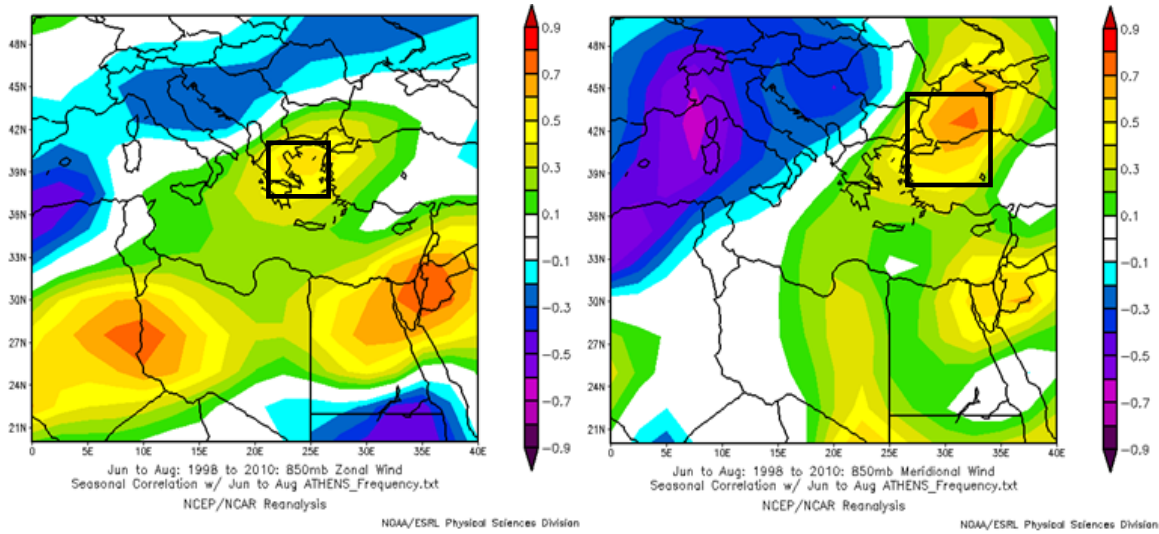 48N
45N
42N
39N
36N
33N
30N
27N
24N
21N
0 5E 10E 15E 20E 25E 30E 35E 40E
0.9
0.7
0.5
0.3
0.1
−0.1
−0.3
−0.5
−0.7
−0.9
Jun to Aug: 1998 to 2010: 850mb Zonal Wind
Seasonal Correlation w/ Jun to Aug ATHENS_Frequency.txt
NCEP/NCAR Reanalysis
NOAA/ESRL Physical Sciences Division
48N
45N
42N
39N
36N
33N
30N
27N
24N
21N
0 5E 10E 15E 20E 25E 30E 35E 40E
0.9
0.7
0.5
0.3
0.1
−0.1
−0.3
−0.5
−0.7
−0.9
Jun to Aug: 1998 to 2010: 850mb Meridional Wind
Seasonal Correlation w/ Jun to Aug ATHENS_Frequency.txt
NCEP/NCAR Reanalysis
NOAA/ESRL Physical Sciences Division